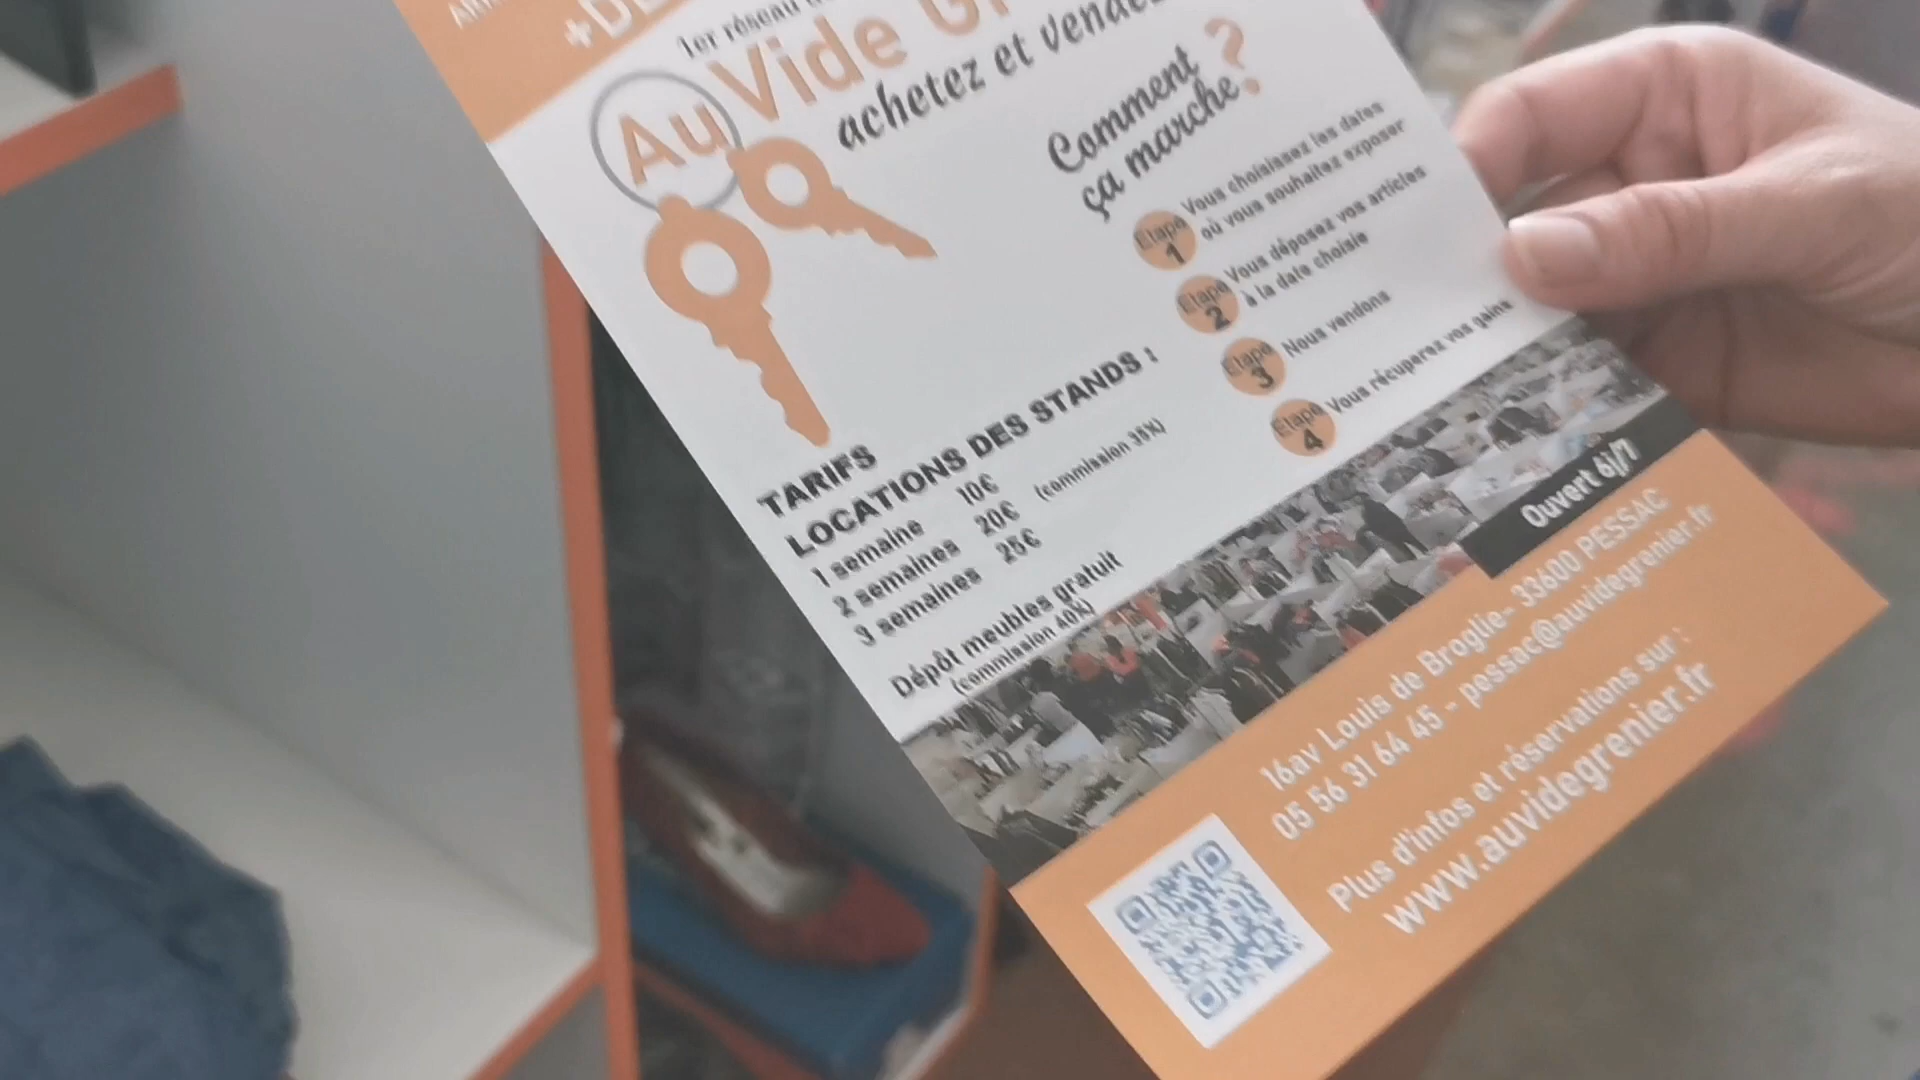 1er réseau
Au Vide
achetez et vendez
Comment
ça marche?
Etape 1
Vous choisissez les dates
où vous souhaitez exposer
Etape 2
Vous déposez vos articles
à la date choisie
Etape 3
Nous vendons
Etape 4
Vous récuparez vos gains
TARIFS
LOCATIONS DES STANDS :
1 semaine 10€
2 semaines 20€ (commission 35%)
3 semaines 25€
Dépôt meubles gratuit
(commission 40%)
Ouvert 6j/7
16av Louis de Broglie- 33600 PESSAC
05 56 31 64 45 - pessac@auvidegrenier.fr
Plus d'infos et réservations sur :
www.auvidegrenier.fr